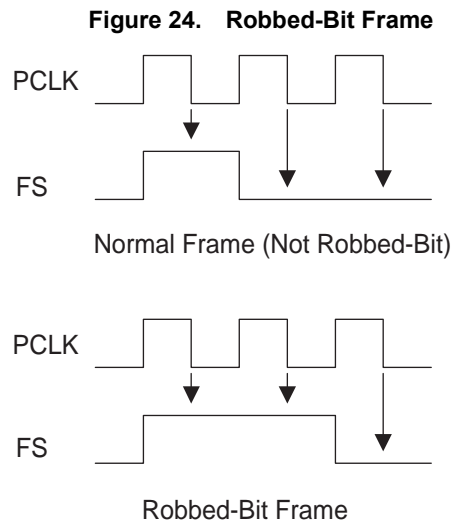 Figure 24. Robbed-Bit Frame
PCLK
FS
Normal Frame (Not Robbed-Bit)
PCLK
FS
Robbed-Bit Frame